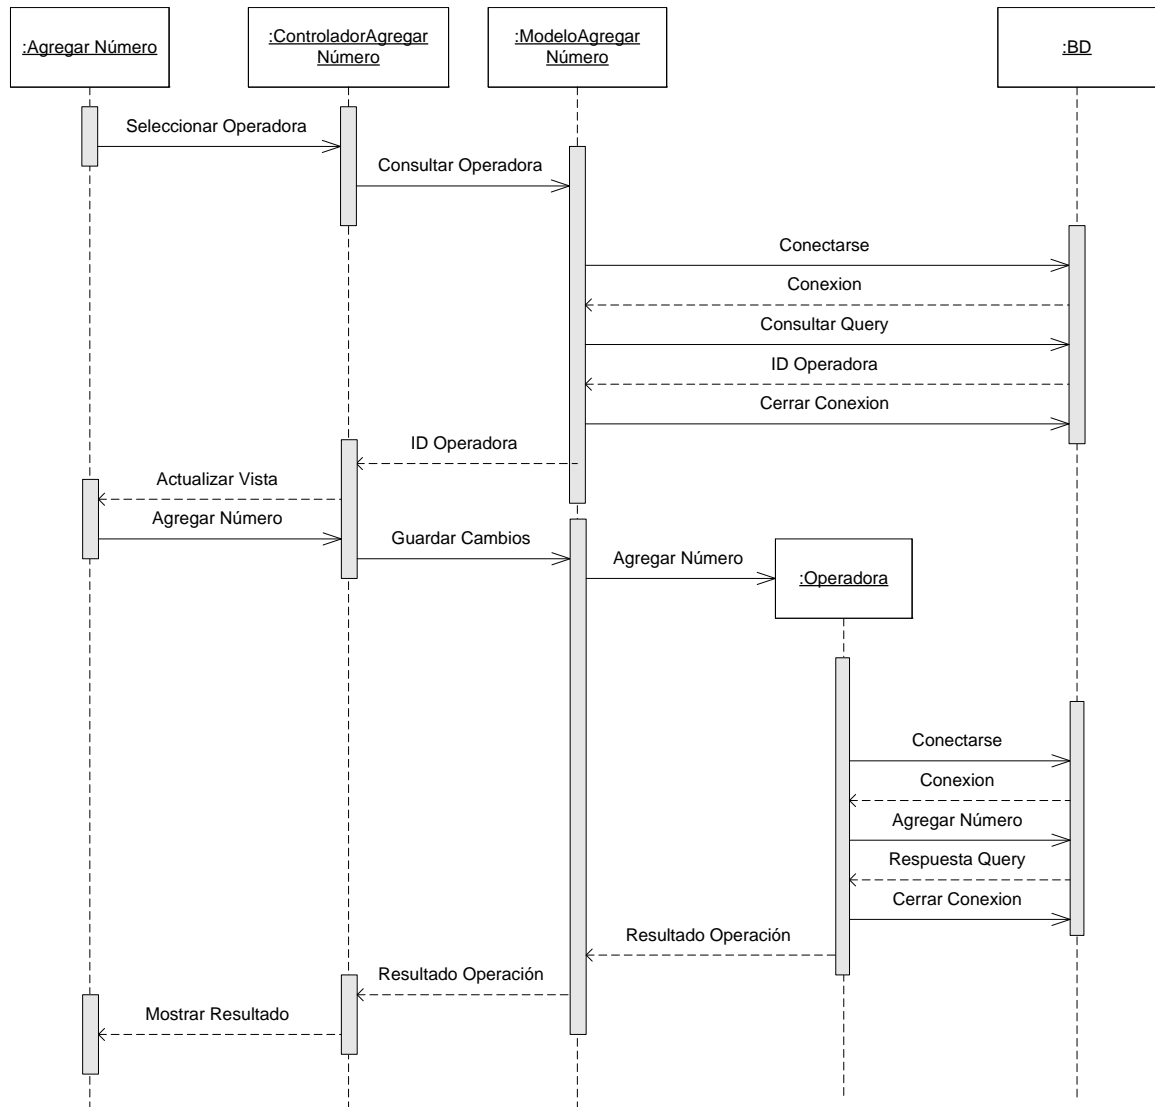 :Agregar Número
:ControladorAgregar
Número
:ModeloAgregar
Número
:BD
Seleccionar Operadora
Consultar Operadora
Conectarse
Conexion
Consultar Query
ID Operadora
Cerrar Conexion
ID Operadora
Actualizar Vista
Agregar Número
Guardar Cambios
Agregar Número
:Operadora
Conectarse
Conexion
Agregar Número
Respuesta Query
Cerrar Conexion
Resultado Operación
Resultado Operación
Mostrar Resultado